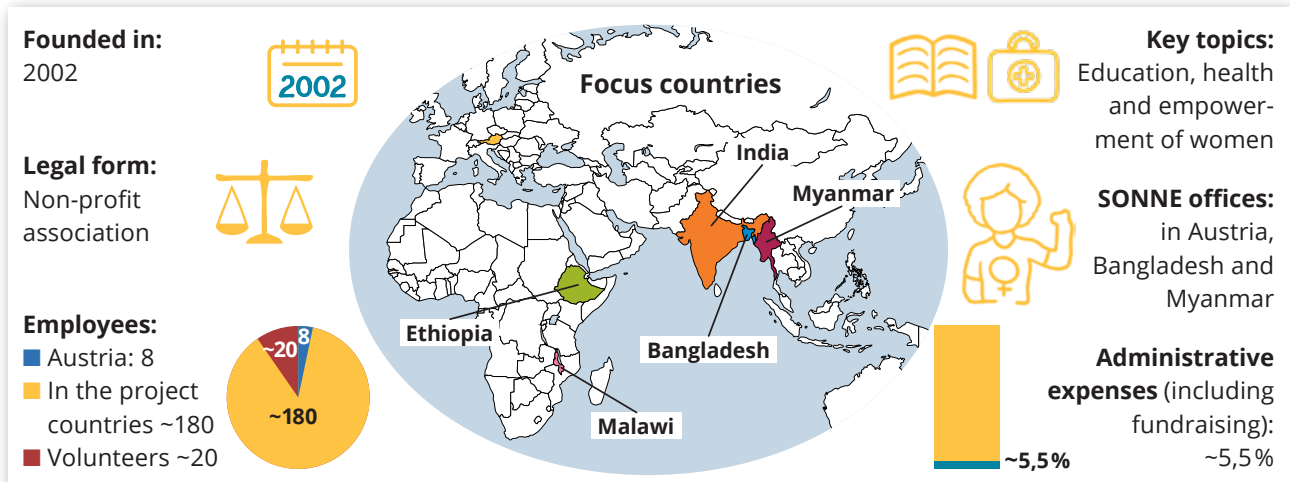 Founded in:
2002
2002
Legal form:
Non-profit
association
Employees:
Austria: 8
In the project
countries ~180
Volunteers ~20
~20
8
~180
Focus countries
India
Myanmar
Ethiopia
Bangladesh
Malawi
Key topics:
Education, health
and empower-
ment of women
SONNE offices:
in Austria,
Bangladesh and
Myanmar
Administrative
expenses (including
fundraising):
~5,5%
~5,5%